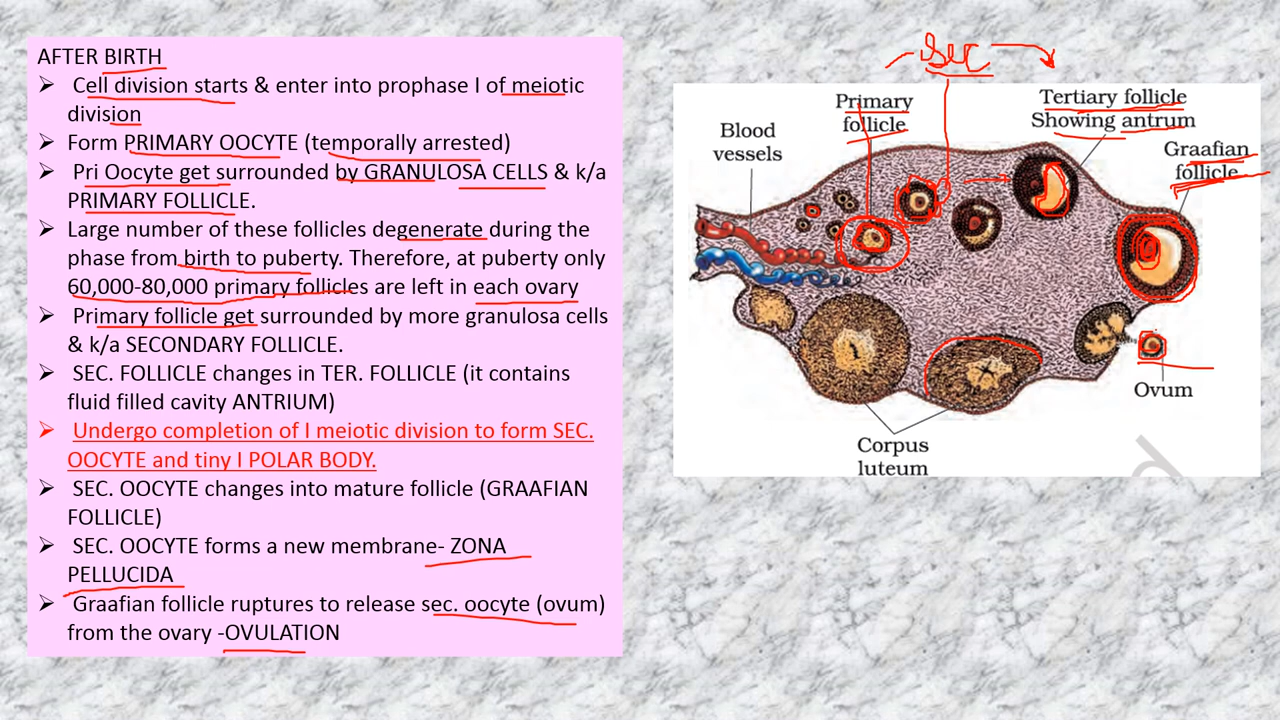 AFTER BIRTH
➢ Cell division starts & enter into prophase I of meiotic
division
➢ Form PRIMARY OOCYTE (temporally arrested)
➢ Pri Oocyte get surrounded by GRANULOSA CELLS & k/a
PRIMARY FOLLICLE.
➢ Large number of these follicles degenerate during the
phase from birth to puberty. Therefore, at puberty only
60,000-80,000 primary follicles are left in each ovary
➢ Primary follicle get surrounded by more granulosa cells
& k/a SECONDARY FOLLICLE.
➢ SEC. FOLLICLE changes in TER. FOLLICLE (it contains
fluid filled cavity ANTRIUM)
➢ Undergo completion of I meiotic division to form SEC.
OOCYTE and tiny I POLAR BODY.
➢ SEC. OOCYTE changes into mature follicle (GRAAFIAN
FOLLICLE)
➢ SEC. OOCYTE forms a new membrane- ZONA
PELLUCIDA
➢ Graafian follicle ruptures to release sec. oocyte (ovum)
from the ovary -OVULATION
Sec
Primary
follicle
Tertiary follicle
Showing antrum
Blood
vessels
Graafian
follicle
Ovum
Corpus
luteum
d